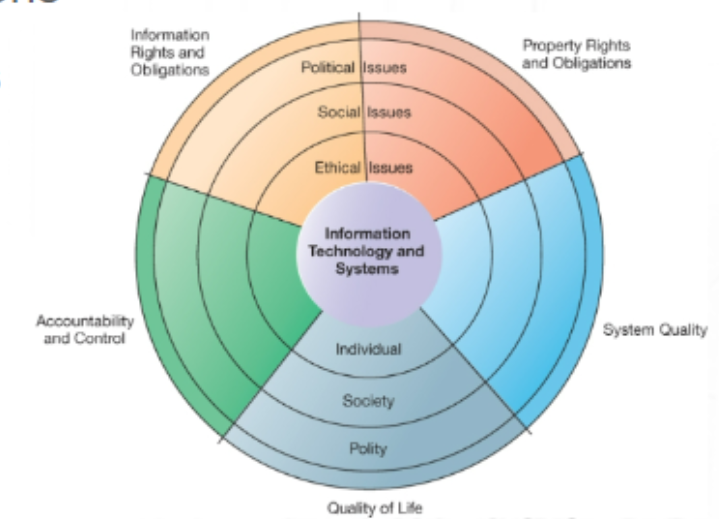 Information
Rights and
Obligations
Property Rights
and Obligations
Political Issues
Social Issues
Ethical Issues
Information
Technology and
Systems
Accountability
and Control
System Quality
Individual
Society
Polity
Quality of Life